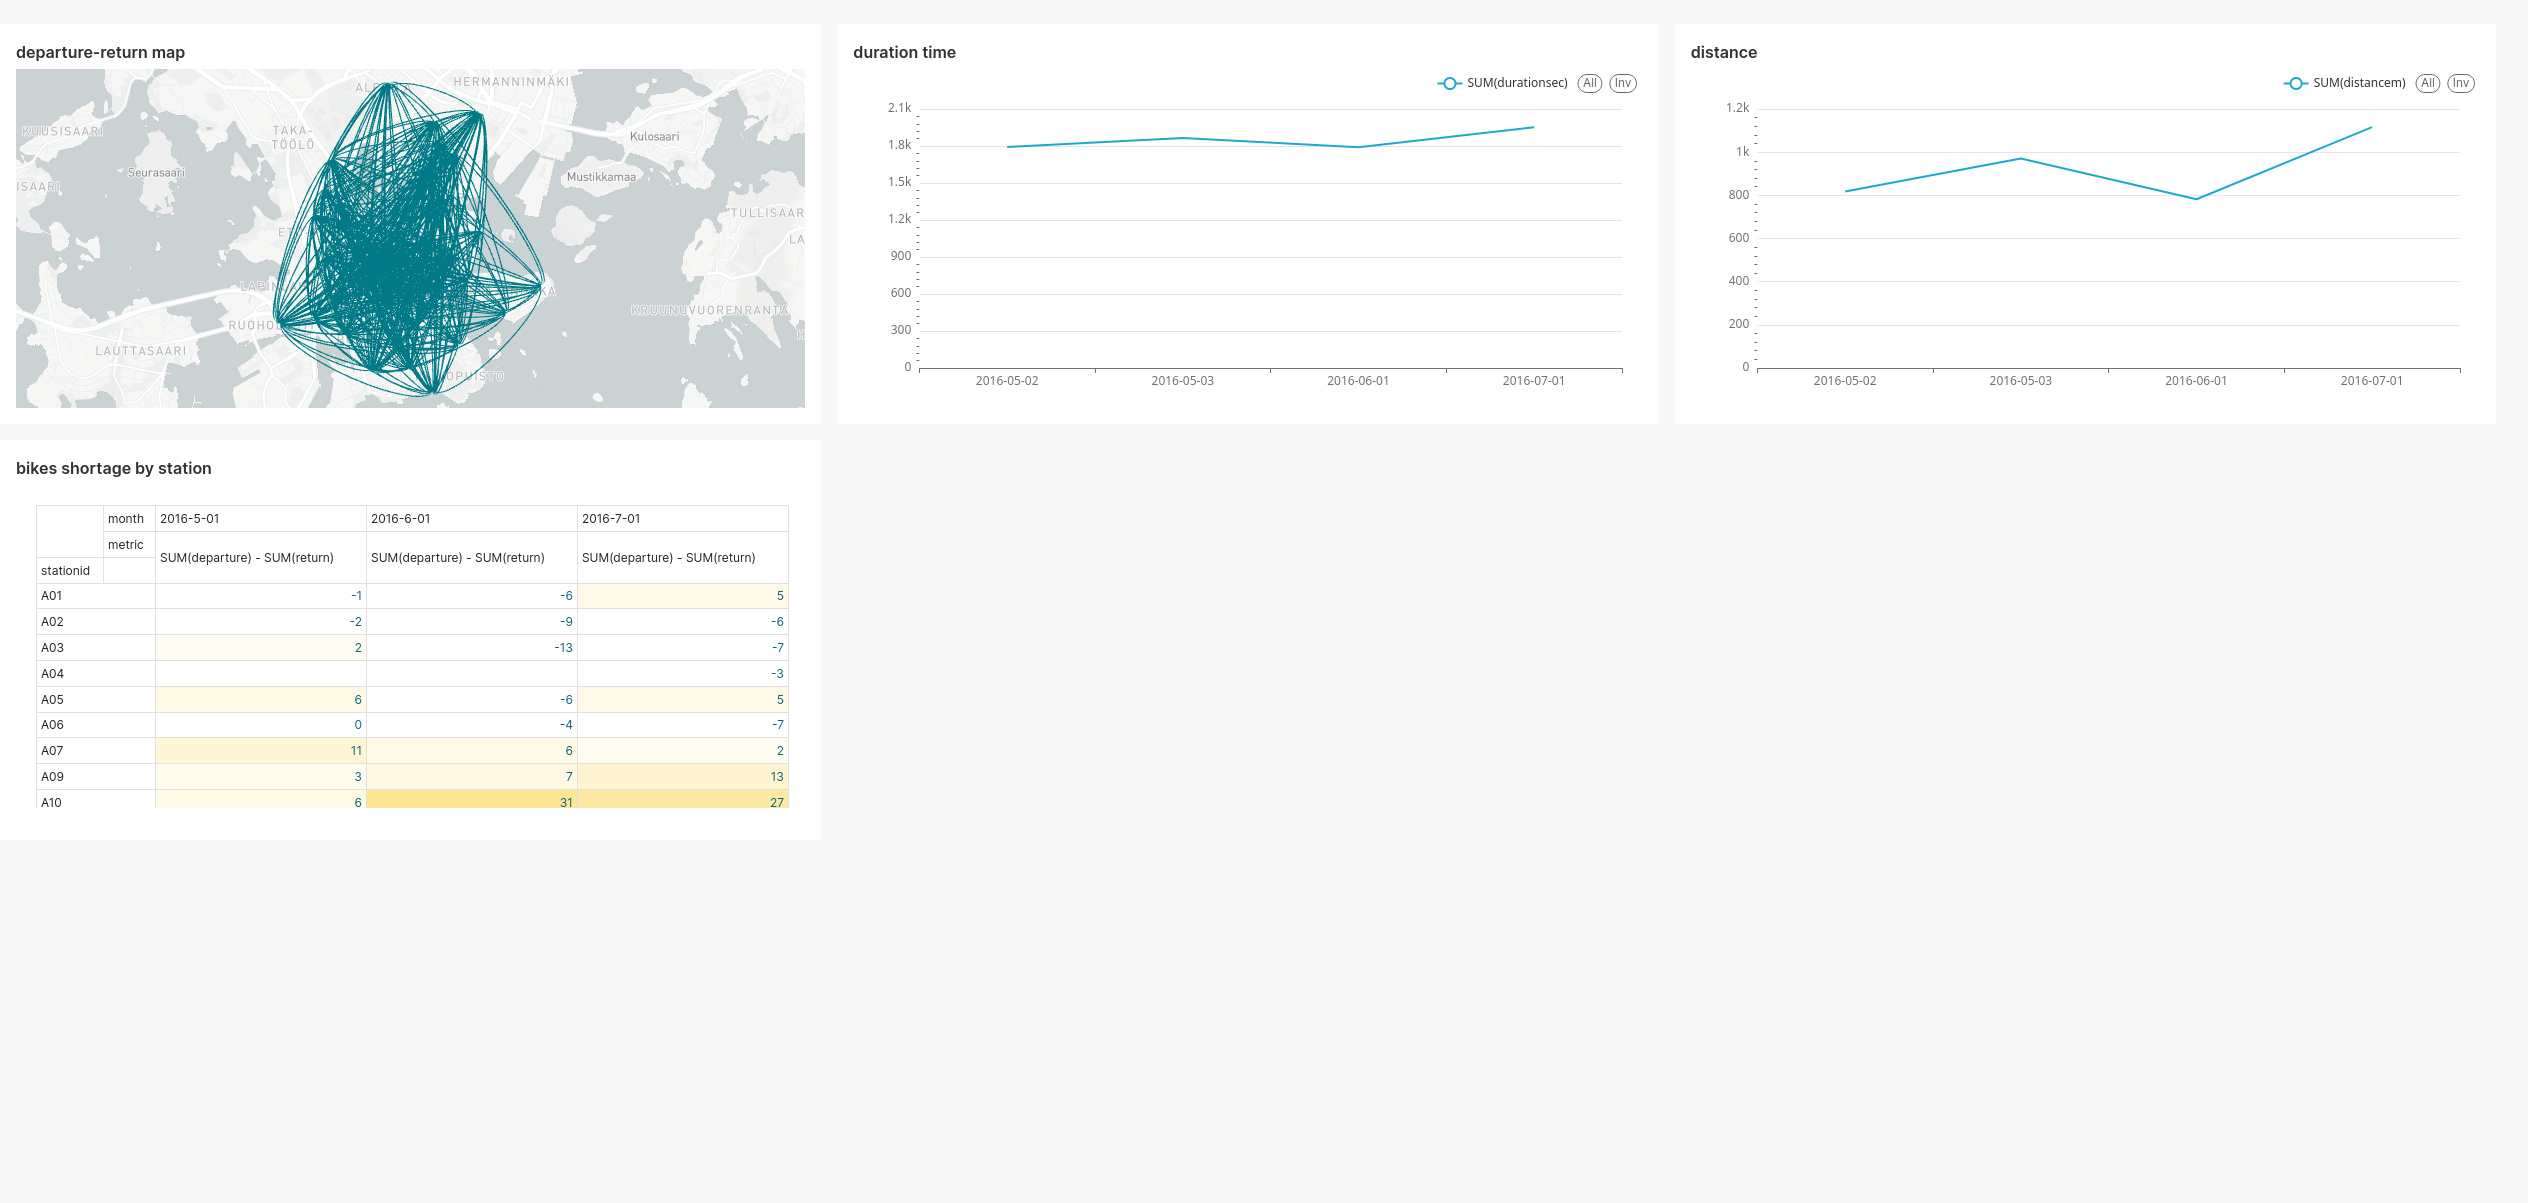 departure-return map
HERMANNINMÄKI
KUUSISAARI
TAKA-
TÖÖLÖ
Kulosaari
Seurasaari
Mustikkamaa
ISAARI
TULLISAAR
LA
KRUUNUVUORENRANTA
LAUTTASAARI
duration time
SUM(durationsec) All Inv
2.1k
1.8k
1.5k
1.2k
900
600
300
0
2016-05-02 2016-05-03 2016-06-01 2016-07-01
distance
SUM(distancem) All Inv
1.2k
1k
800
600
400
200
0
2016-05-02 2016-05-03 2016-06-01 2016-07-01
bikes shortage by station
month 2016-5-01 2016-6-01 2016-7-01
metric
SUM(departure) - SUM(return) SUM(departure) - SUM(return) SUM(departure) - SUM(return)
stationid
A01 -1 -6 5
A02 -2 -9 -6
A03 2 -13 -7
A04 -3
A05 6 -6 5
A06 0 -4 -7
A07 11 6 2
A09 3 7 13
A10 6 31 27